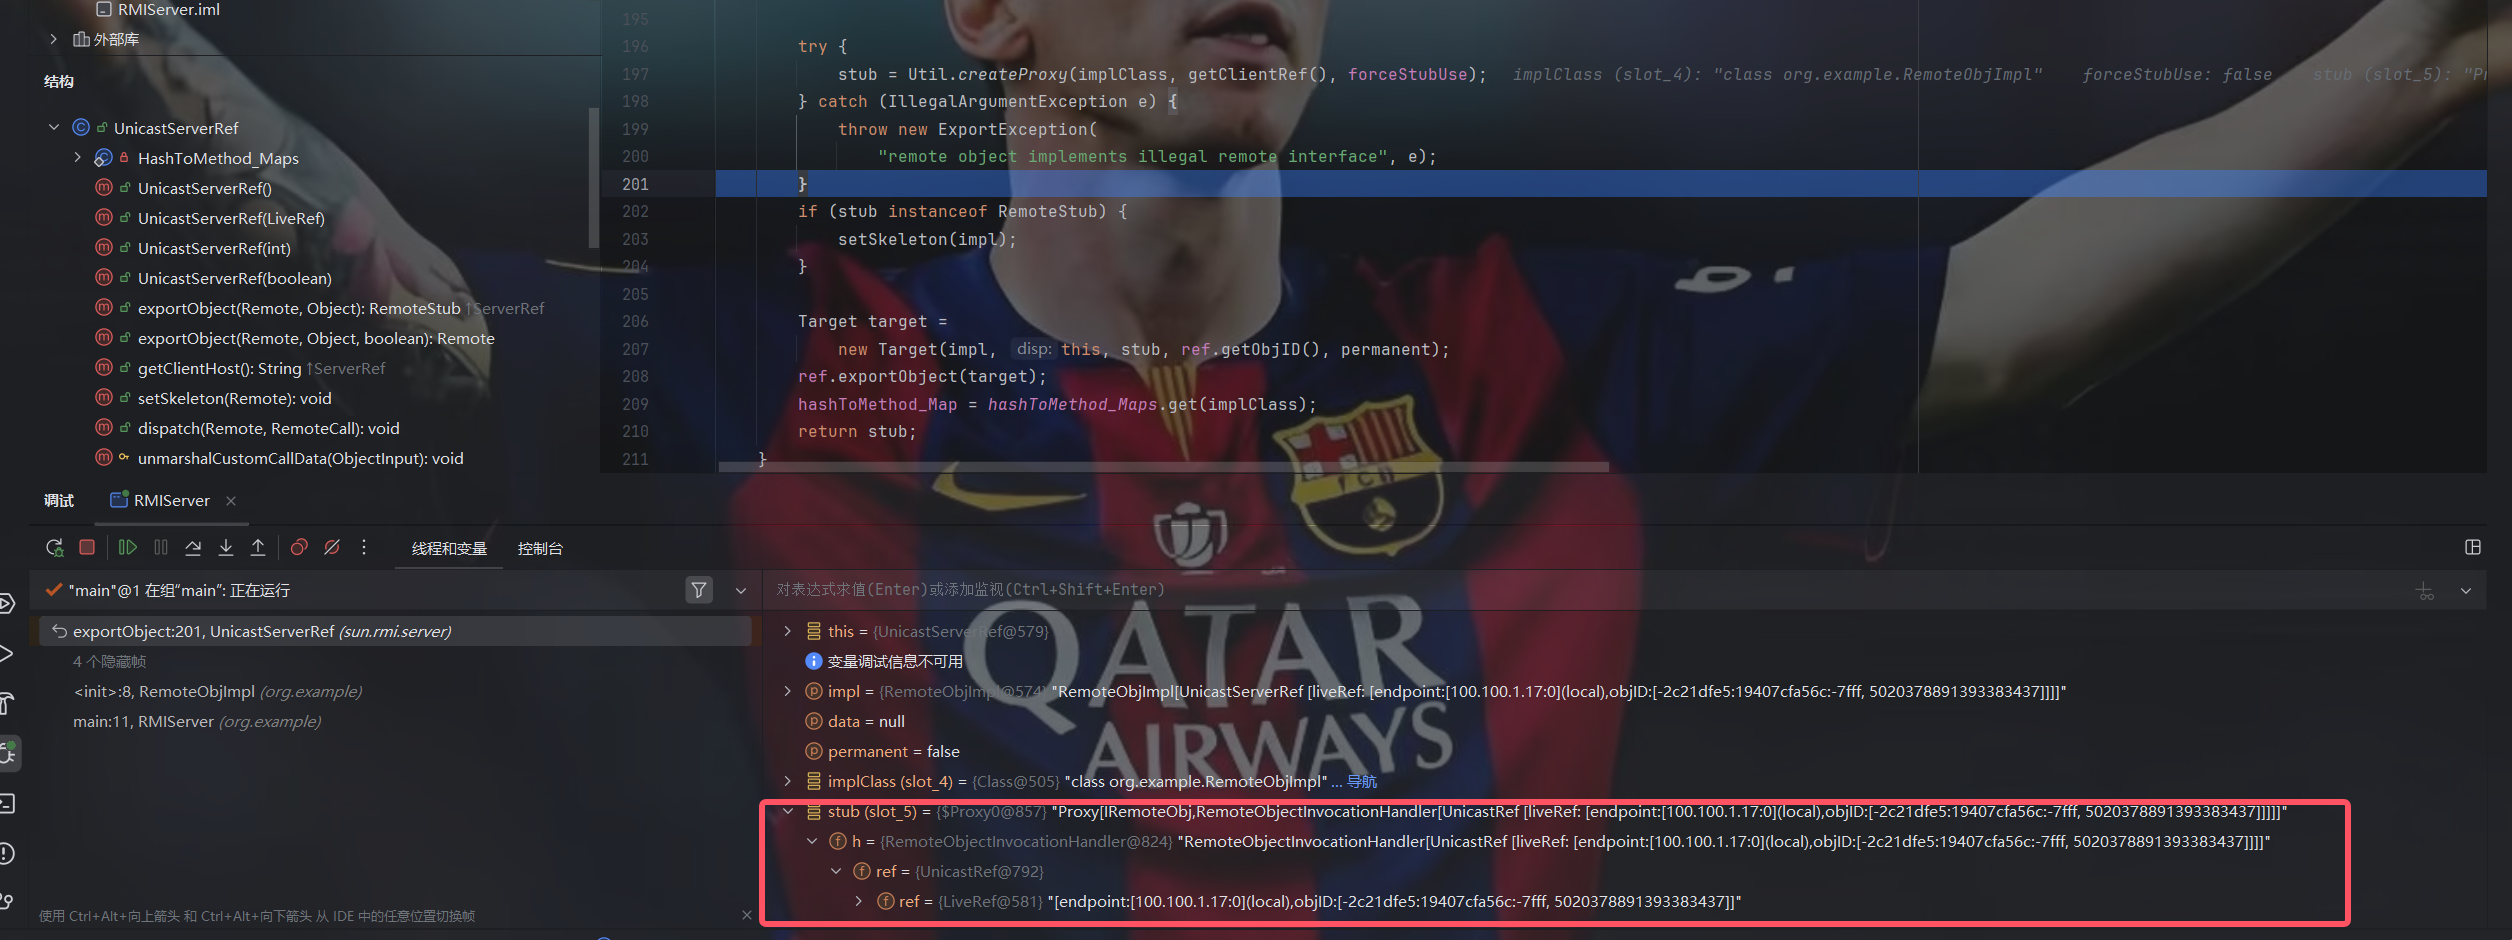 RMIServer.iml
外部库
结构
UnicastServerRef
HashToMethod_Maps
UnicastServerRef()
UnicastServerRef(LiveRef)
UnicastServerRef(int)
UnicastServerRef(boolean)
exportObject(Remote, Object): RemoteStub ↑ServerRef
exportObject(Remote, Object, boolean): Remote
getClientHost(): String ↑ServerRef
setSkeleton(Remote): void
dispatch(Remote, RemoteCall): void
unmarshalCustomCallData(ObjectInput): void
195
196 try {
197 stub = Util.createProxy(implClass, getClientRef(), forceStubUse); implClass (slot_4): "class org.example.RemoteObjImpl" forceStubUse: false stub (slot_5): "Pr
198 } catch (IllegalArgumentException e) {
199 throw new ExportException(
200 "remote object implements illegal remote interface", e);
201 }
202 if (stub instanceof RemoteStub) {
203 setSkeleton(impl);
204 }
205
206 Target target =
207 new Target(impl, disp: this, stub, ref.getObjID(), permanent);
208 ref.exportObject(target);
209 hashToMethod_Map = hashToMethod_Maps.get(implClass);
210 return stub;
211 }
调试 RMIServer
线程和变量 控制台
"main"@1 在组“main”: 正在运行
exportObject:201, UnicastServerRef (sun.rmi.server)
4 个隐藏帧
<init>:8, RemoteObjImpl (org.example)
main:11, RMIServer (org.example)
使用 Ctrl+Alt+向上箭头 和 Ctrl+Alt+向下箭头 从 IDE 中的任意位置切换帧
对表达式求值(Enter)或添加监视(Ctrl+Shift+Enter)
this = {UnicastServerRef@579}
变量调试信息不可用
impl = {RemoteObjImpl@574} "RemoteObjImpl[UnicastServerRef [liveRef: [endpoint:[100.100.1.17:0](local),objID:[-2c21dfe5:19407cfa56c:-7fff, 5020378891393383437]]]]"
data = null
permanent = false
implClass (slot_4) = {Class@505} "class org.example.RemoteObjImpl" ... 导航
stub (slot_5) = {$Proxy0@857} "Proxy[IRemoteObj,RemoteObjectInvocationHandler[UnicastRef [liveRef: [endpoint:[100.100.1.17:0](local),objID:[-2c21dfe5:19407cfa56c:-7fff, 5020378891393383437]]]]]"
h = {RemoteObjectInvocationHandler@824} "RemoteObjectInvocationHandler[UnicastRef [liveRef: [endpoint:[100.100.1.17:0](local),objID:[-2c21dfe5:19407cfa56c:-7fff, 5020378891393383437]]]]"
ref = {UnicastRef@792}
ref = {LiveRef@581} "[endpoint:[100.100.1.17:0](local),objID:[-2c21dfe5:19407cfa56c:-7fff, 5020378891393383437]]"
FCB
QATAR
AIRWAYS